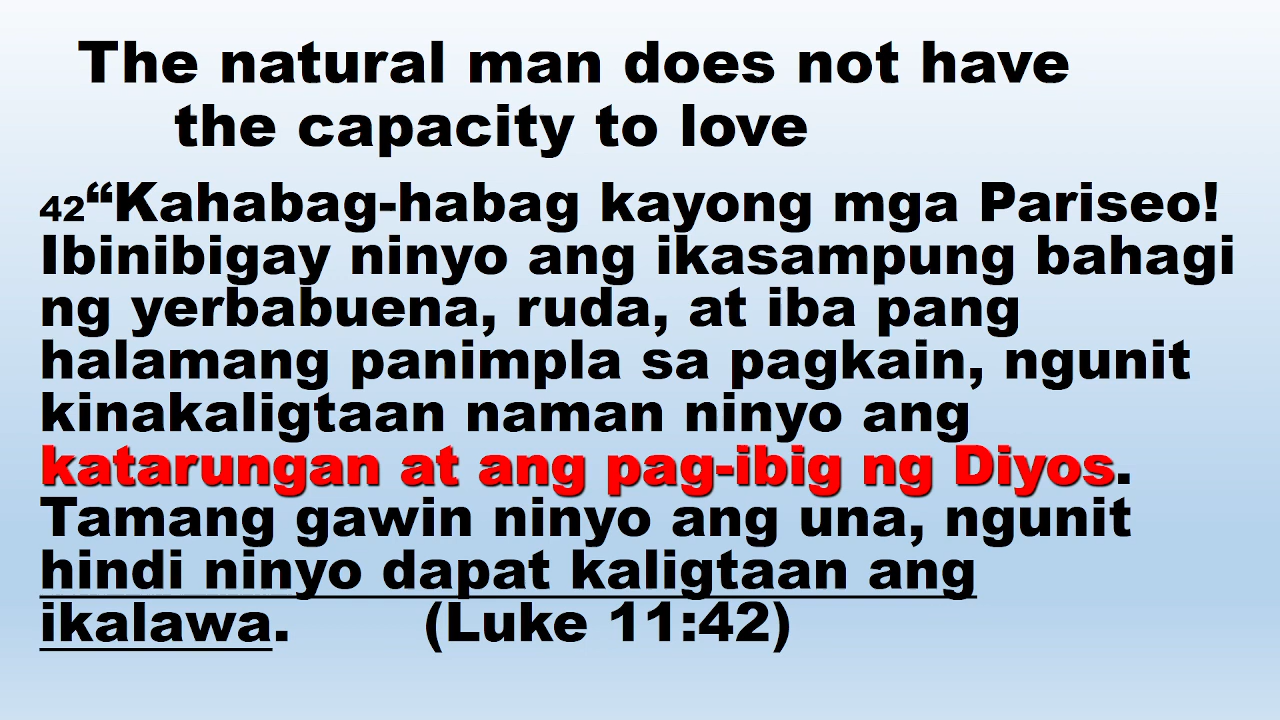 The natural man does not have
the capacity to love
42“Kahabag-habag kayong mga Pariseo!
Ibinibigay ninyo ang ikasampung bahagi
ng yerbabuena, ruda, at iba pang
halamang panimpla sa pagkain, ngunit
kinakaligtaan naman ninyo ang
katarungan at ang pag-ibig ng Diyos.
Tamang gawin ninyo ang una, ngunit
hindi ninyo dapat kaligtaan ang
ikalawa. (Luke 11:42)